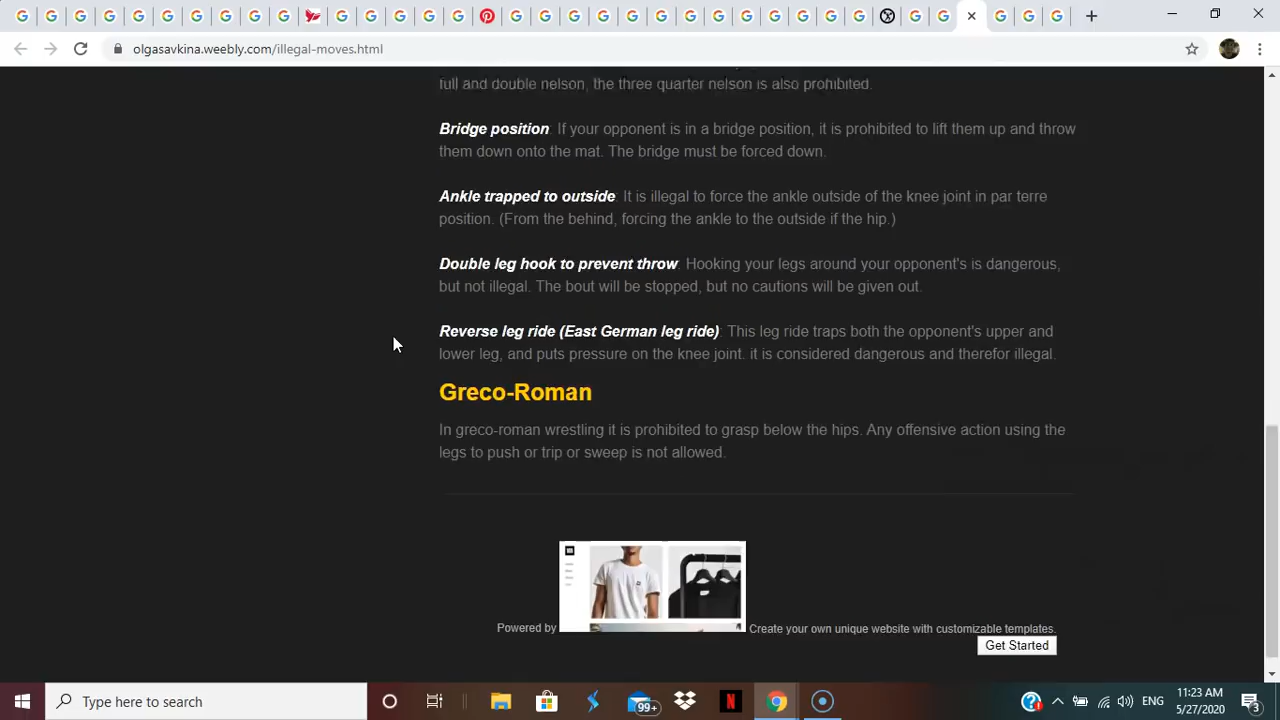 olgasavkina.weebly.com/illegal-moves.html
full and double nelson, the three quarter nelson is also prohibited.
Bridge position: If your opponent is in a bridge position, it is prohibited to lift them up and throw
them down onto the mat. The bridge must be forced down.
Ankle trapped to outside: It is illegal to force the ankle outside of the knee joint in par terre
position. (From the behind, forcing the ankle to the outside if the hip.)
Double leg hook to prevent throw: Hooking your legs around your opponent's is dangerous,
but not illegal. The bout will be stopped, but no cautions will be given out.
Reverse leg ride (East German leg ride): This leg ride traps both the opponent's upper and
lower leg, and puts pressure on the knee joint. it is considered dangerous and therefor illegal.
Greco-Roman
In greco-roman wrestling it is prohibited to grasp below the hips. Any offensive action using the
legs to push or trip or sweep is not allowed.
Powered by
Create your own unique website with customizable templates.
Get Started
Type here to search
99+
N
ENG
11:23 AM
5/27/2020
3